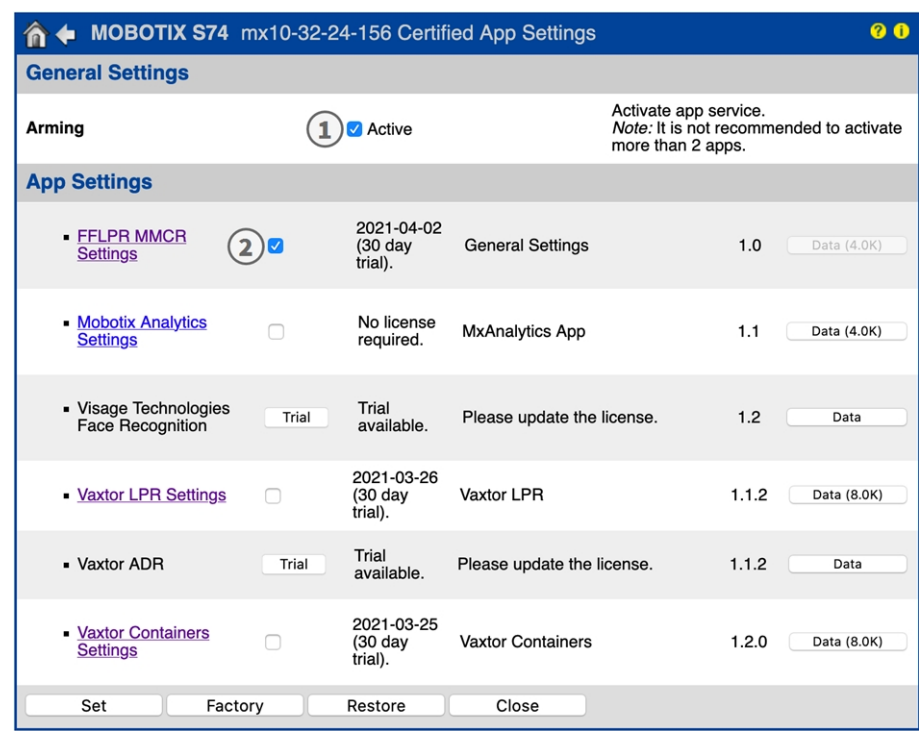 MOBOTIX S74 mx10-32-24-156 Certified App Settings ? i
General Settings
Arming 1 Active Activate app service.
Note: It is not recommended to activate
more than 2 apps.
App Settings
FFLPR MMCR
Settings
2
2021-04-02
(30 day
trial).
General Settings 1.0 Data (4.0K)
Mobotix Analytics
Settings
No license
required.
MxAnalytics App 1.1 Data (4.0K)
Visage Technologies
Face Recognition
Trial
Trial
available.
Please update the license. 1.2 Data
Vaxtor LPR Settings
2021-03-26
(30 day
trial).
Vaxtor LPR 1.1.2 Data (8.0K)
Vaxtor ADR Trial
Trial
available.
Please update the license. 1.1.2 Data
Vaxtor Containers
Settings
2021-03-25
(30 day
trial).
Vaxtor Containers 1.2.0 Data (8.0K)
Set Factory Restore Close